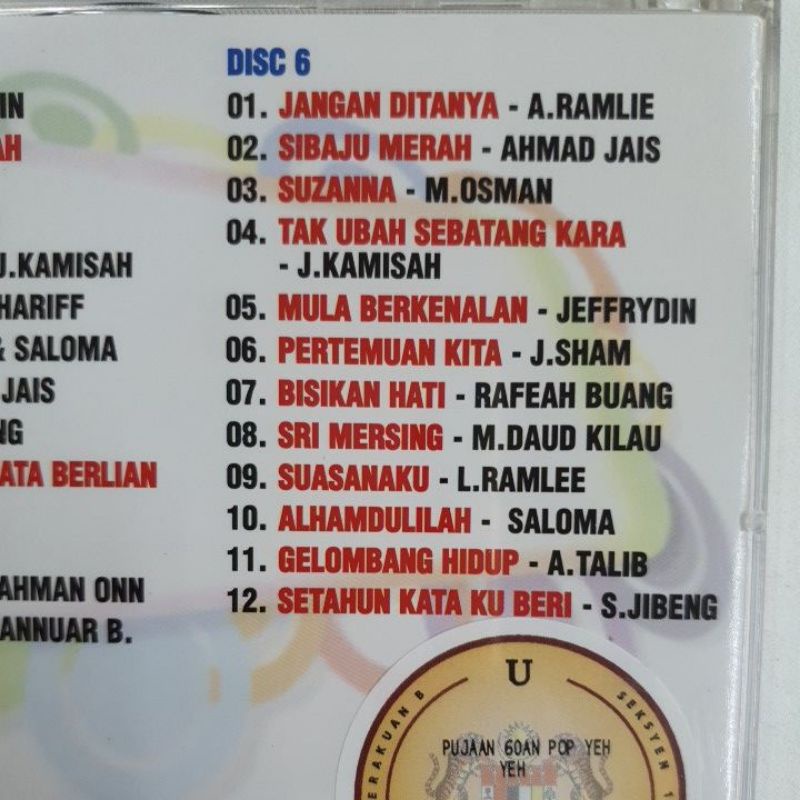 AH
J.KAMISAH
HARIFF
& SALOMA
JAIS
NG
ATA BERLIAN
AHMAN ONN
ANNUAR B.
DISC 6
01. JANGAN DITANYA - A.RAMLIE
02. SIBAJU MERAH - AHMAD JAIS
03. SUZANNA - M.OSMAN
04. TAK UBAH SEBATANG KARA
- J.KAMISAH
05. MULA BERKENALAN - JEFFRYDIN
06. PERTEMUAN KITA - J.SHAM
07. BISIKAN HATI - RAFEAH BUANG
08. SRI MERSING - M.DAUD KILAU
09. SUASANAKU - L.RAMLEE
10. ALHAMDULILAH - SALOMA
11. GELOMBANG HIDUP - A.TALIB
12. SETAHUN KATA KU BERI - S.JIBENG
U
ERAKUAN B
SEKSYEN 1
PUJAAN 60AN POP YEH
YEH